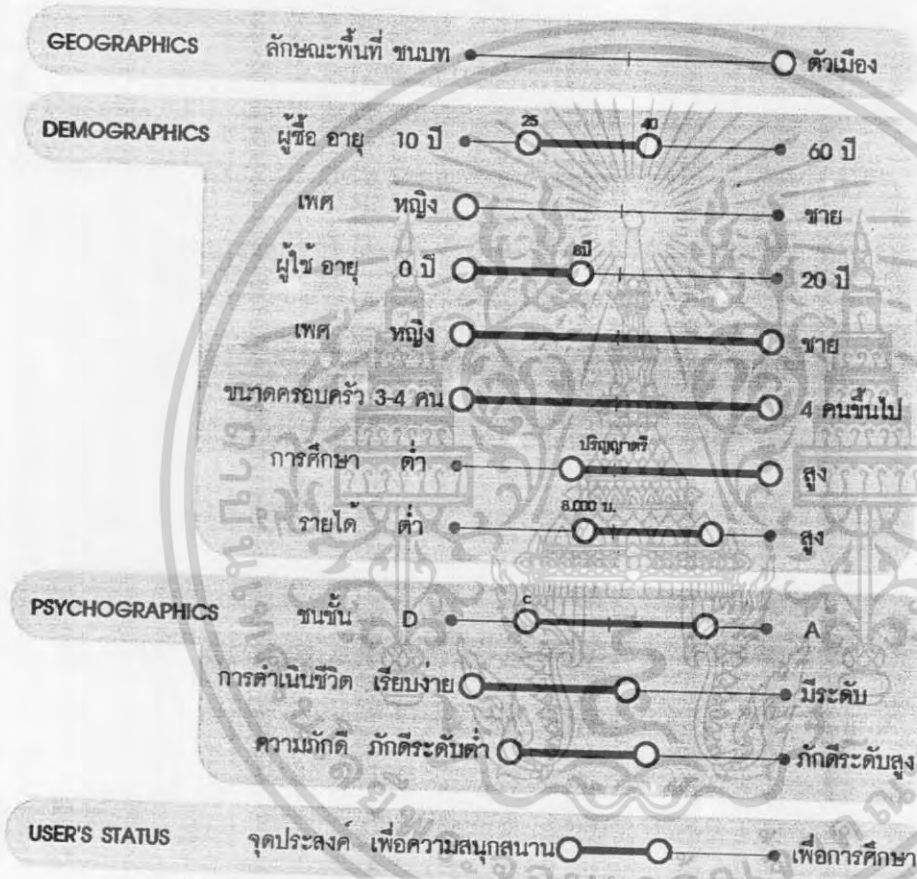 GEOGRAPHICS ลักษณะพื้นที่ ชนบท ตัวเมือง
DEMOGRAPHICS ผู้ซื้อ อายุ 10 ปี 25 40 60 ปี
เพศ หญิง ชาย
ผู้ใช้ อายุ 0 ปี 8ปี 20 ปี
เพศ หญิง ชาย
ขนาดครอบครัว 3-4 คน 4 คนขึ้นไป
การศึกษา ต่ำ ปริญญาตรี สูง
รายได้ ต่ำ 8.000 บ. สูง
PSYCHOGRAPHICS ชนชั้น D C A
การดำเนินชีวิต เรียบง่าย มีระดับ
ความภักดี ภักดีระดับต่ำ ภักดีระดับสูง
USER'S STATUS จุดประสงค์ เพื่อความสนุกสนาน เพื่อการศึกษา